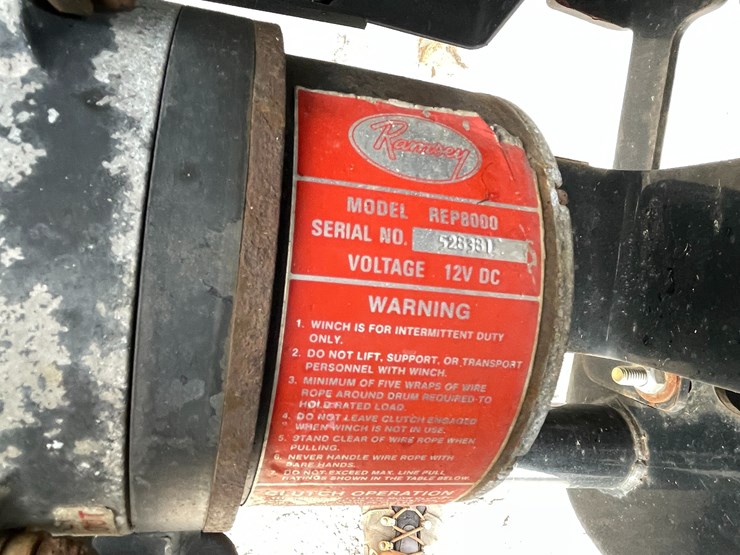 Ramsey
MODEL REP8000
SERIAL NO. 528381
VOLTAGE 12V DC
WARNING
1. WINCH IS FOR INTERMITTENT DUTY
ONLY.
2. DO NOT LIFT, SUPPORT, OR TRANSPORT
PERSONNEL WITH WINCH.
3. MINIMUM OF FIVE WRAPS OF WIRE
ROPE AROUND DRUM REQUIRED TO
HOLD RATED LOAD.
4. DO NOT LEAVE CLUTCH ENGAGED
WHEN WINCH IS NOT IN USE.
5. STAND CLEAR OF WIRE ROPE WHEN
PULLING.
6. NEVER HANDLE WIRE ROPE WITH
BARE HANDS.
DO NOT EXCEED MAX. LINE PULL
RATINGS SHOWN IN THE TABLE BELOW.
CLUTCH OPERATION